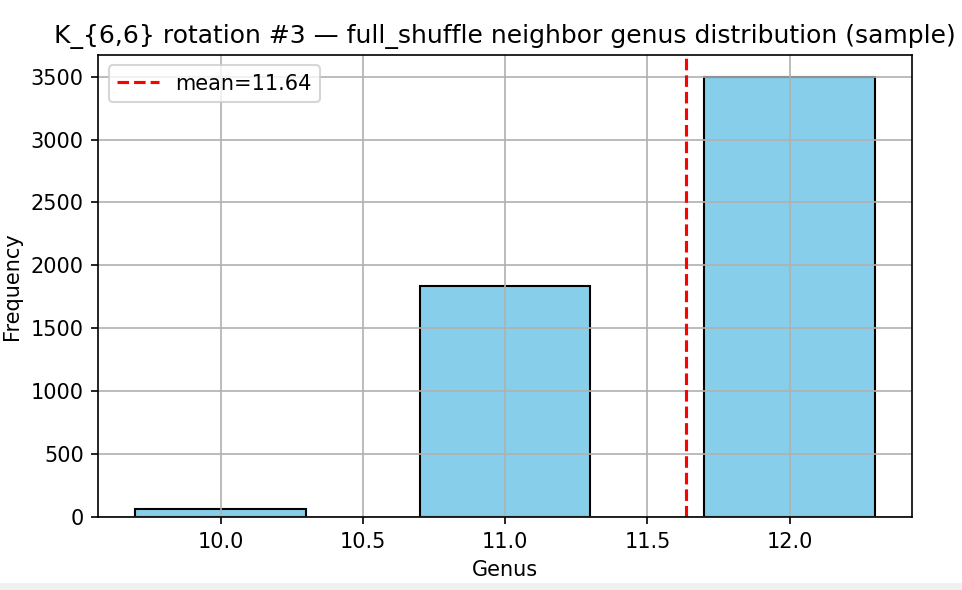 K_{6,6} rotation #3 — full_shuffle neighbor genus distribution (sample)
mean=11.64
3500
3000
2500
2000
1500
1000
500
0
Frequency
10.0 10.5 11.0 11.5 12.0
Genus